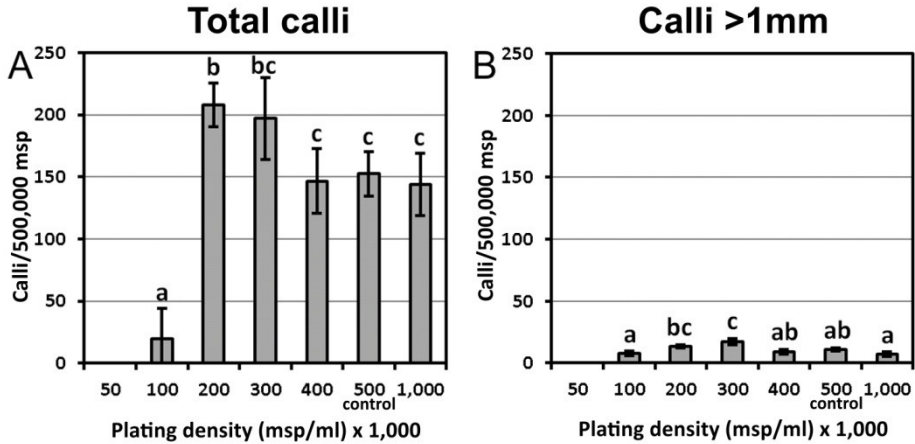 Total calli
A
250
200
150
100
50
0
Calli/500,000 msp
a
b
bc
c
c
c
50 100 200 300 400 500 1,000
control
Plating density (msp/ml) x 1,000
Calli >1mm
B
250
200
150
100
50
0
Calli/500,000 msp
a
bc
c
ab
ab
a
50 100 200 300 400 500 1,000
control
Plating density (msp/ml) x 1,000